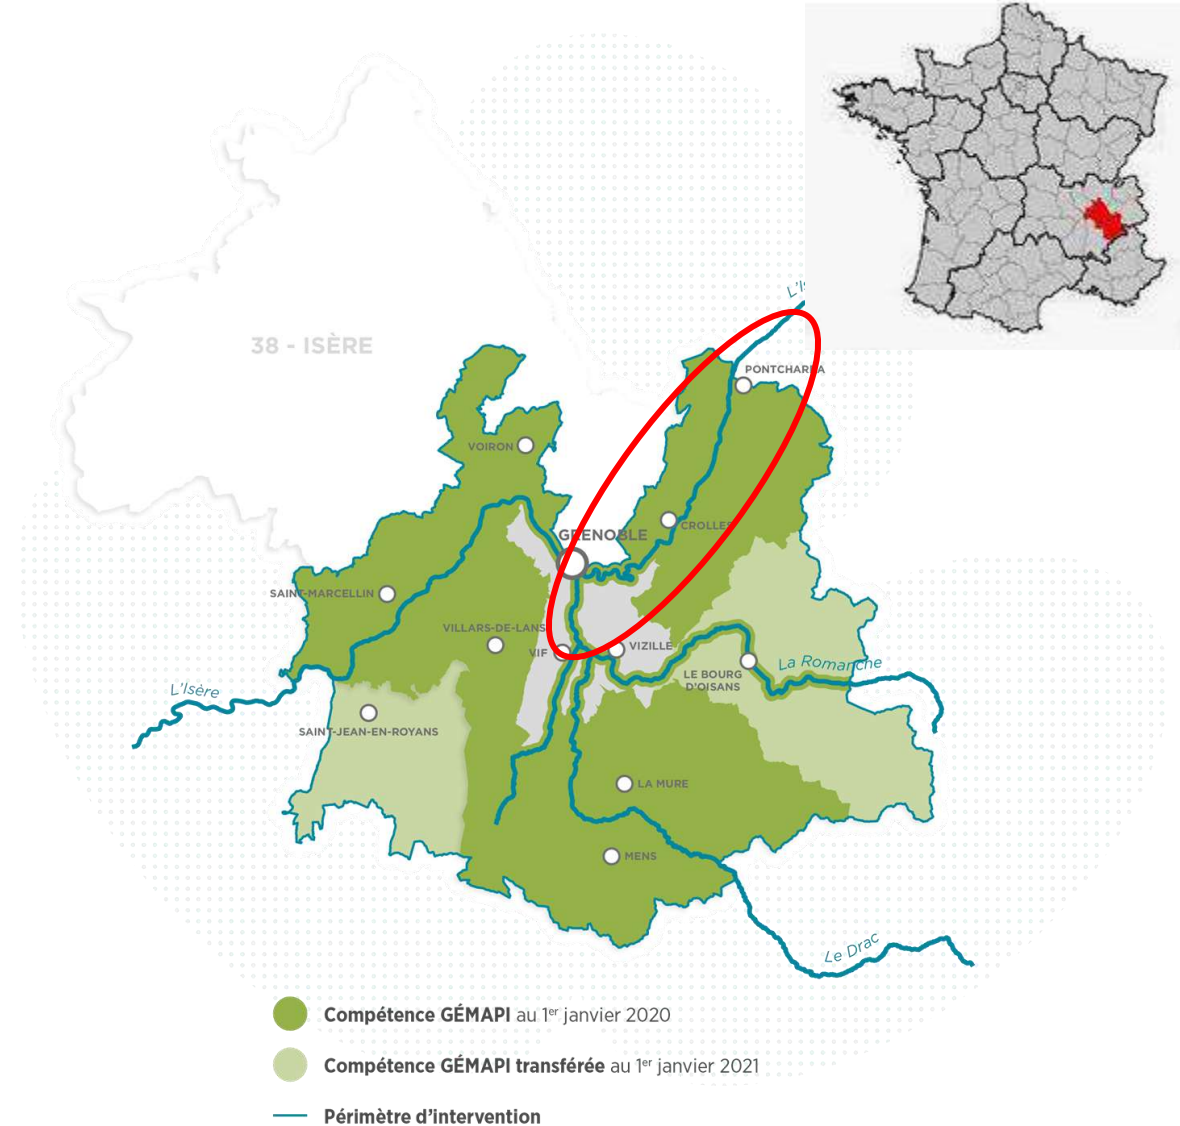 L'Is
38 - ISÈRE
PONTCHARRA
VOIRON
GRENOBLE
CROLLES
SAINT-MARCELLIN
VILLARS-DE-LANS
VIF
VIZILLE
La Romanche
LE BOURG
D'OISANS
L'Isère
SAINT-JEAN-EN-ROYANS
LA MURE
MENS
Le Drac
Compétence GÉMAPI au 1er janvier 2020
Compétence GÉMAPI transférée au 1er janvier 2021
Périmètre d'intervention